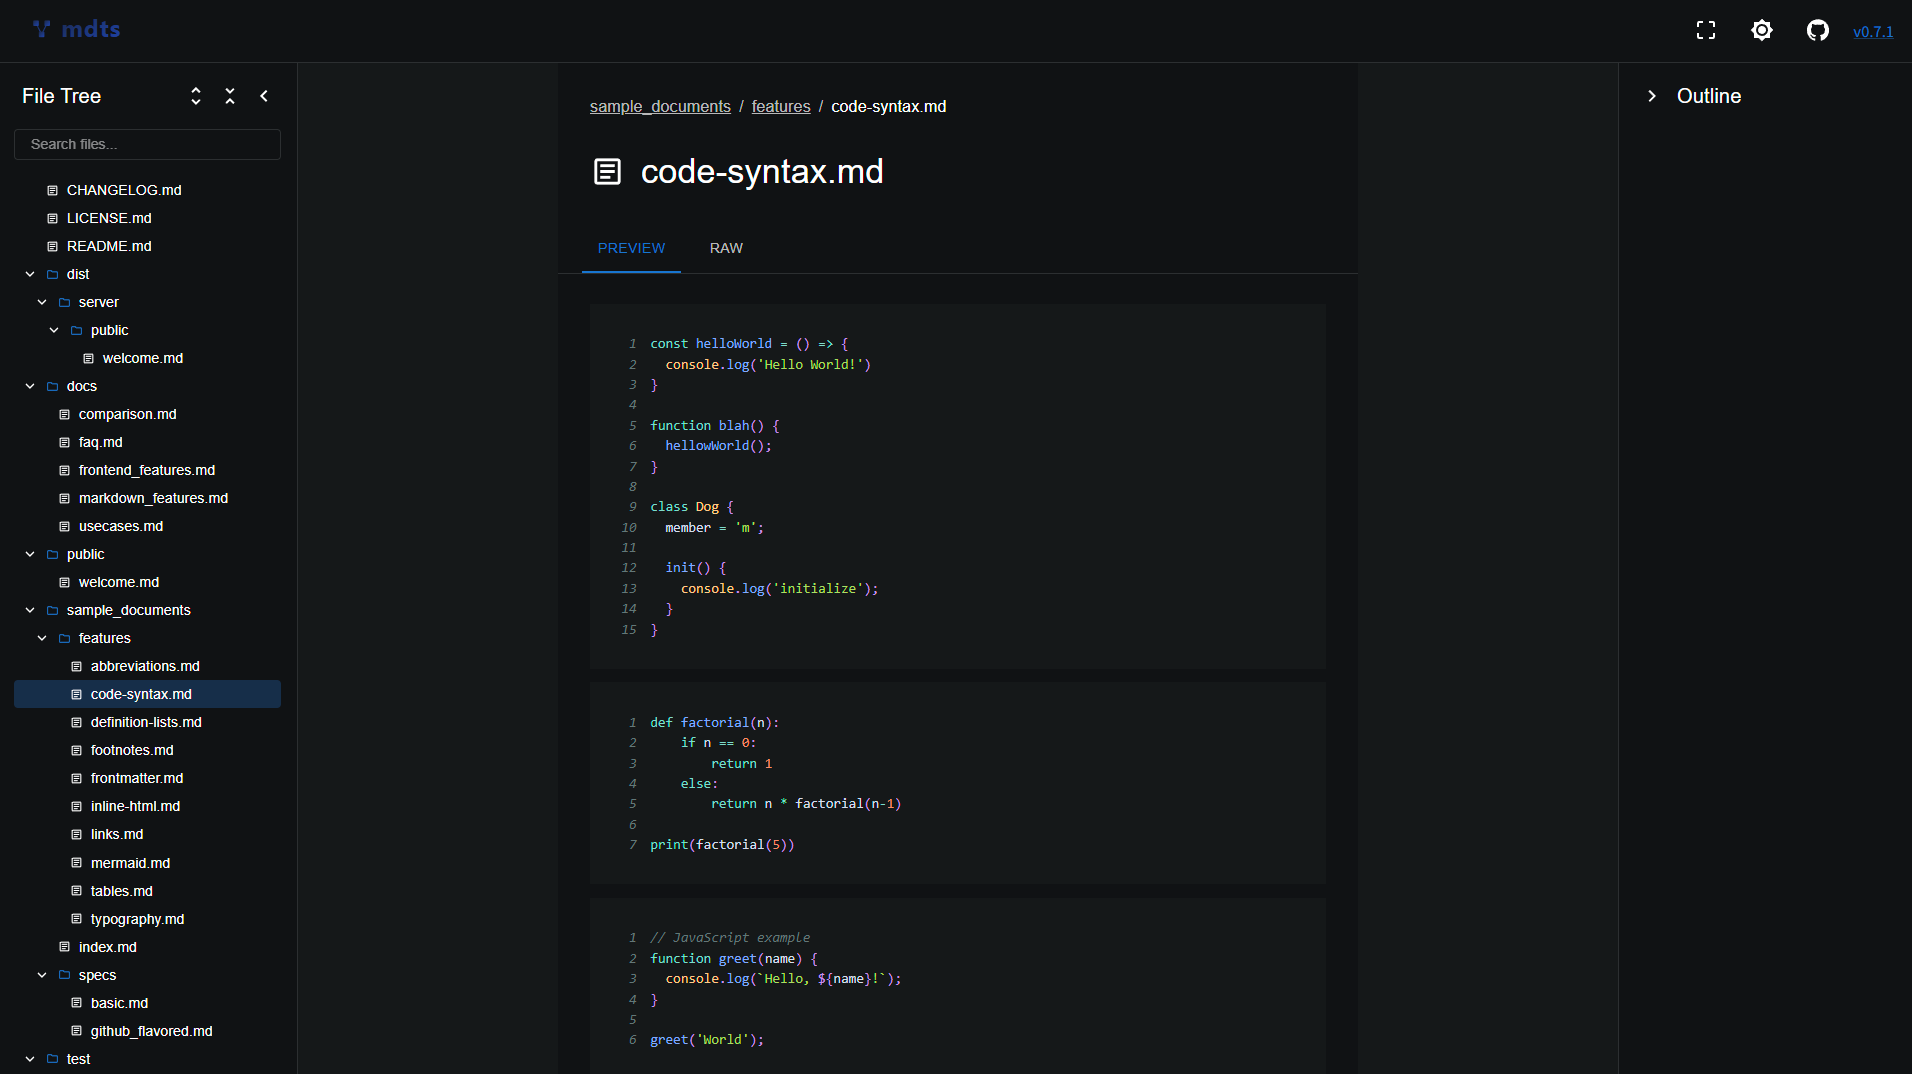 mdts
v0.7.1
File Tree
Search files...
CHANGELOG.md
LICENSE.md
README.md
dist
server
public
welcome.md
docs
comparison.md
faq.md
frontend_features.md
markdown_features.md
usecases.md
public
welcome.md
sample_documents
features
abbreviations.md
code-syntax.md
definition-lists.md
footnotes.md
frontmatter.md
inline-html.md
links.md
mermaid.md
tables.md
typography.md
index.md
specs
basic.md
github_flavored.md
test
sample_documents / features / code-syntax.md
code-syntax.md
PREVIEW RAW
1 const helloWorld = () => {
2   console.log('Hello World!')
3 }
4
5 function blah() {
6   hellowWorld();
7 }
8
9 class Dog {
10   member = 'm';
11
12   init() {
13     console.log('initialize');
14   }
15 }
1 def factorial(n):
2     if n == 0:
3         return 1
4     else:
5         return n * factorial(n-1)
6
7 print(factorial(5))
1 // JavaScript example
2 function greet(name) {
3   console.log(`Hello, ${name}!`);
4 }
5
6 greet('World');
Outline